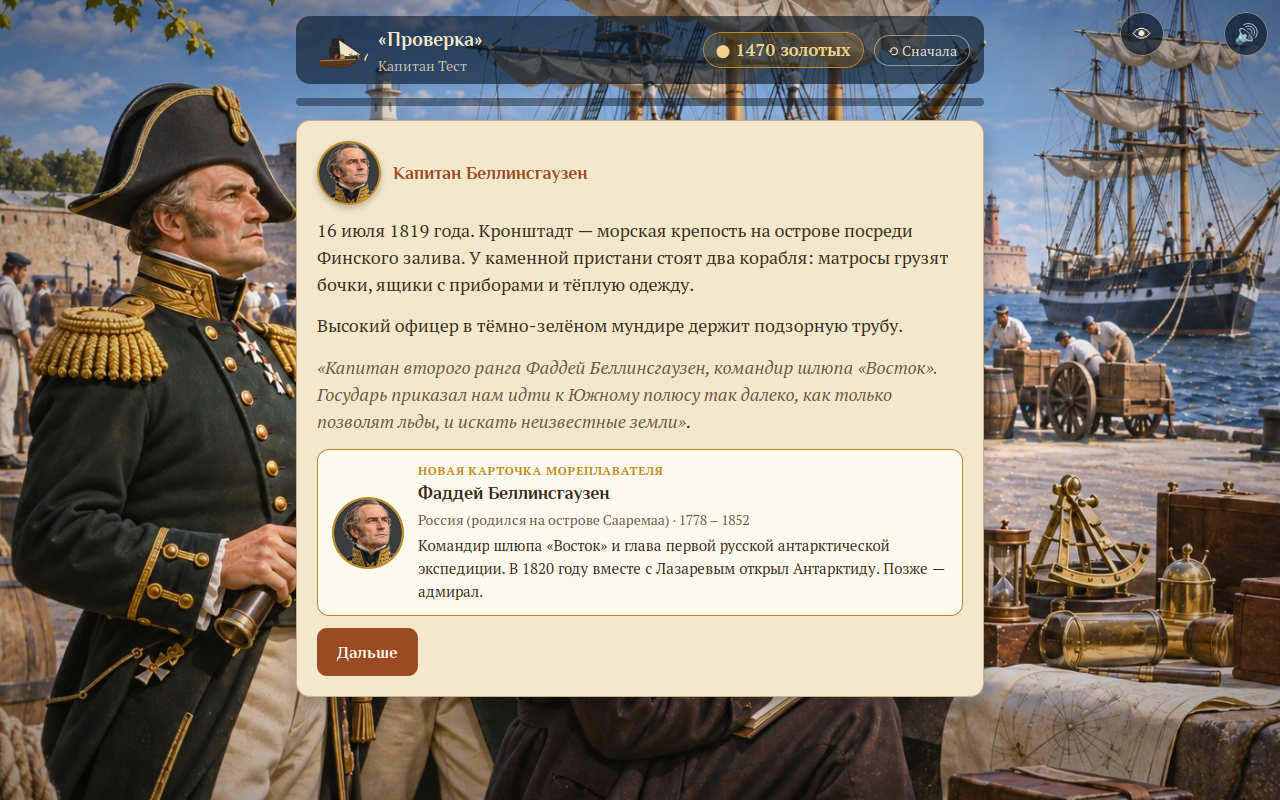 «Проверка»
Капитан Тест
1470 золотых
⟲ Сначала
Капитан Беллинсгаузен
16 июля 1819 года. Кронштадт — морская крепость на острове посреди
Финского залива. У каменной пристани стоят два корабля: матросы грузят
бочки, ящики с приборами и тёплую одежду.
Высокий офицер в тёмно-зелёном мундире держит подзорную трубу.
«Капитан второго ранга Фаддей Беллинсгаузен, командир шлюпа «Восток».
Государь приказал нам идти к Южному полюсу так далеко, как только
позволят льды, и искать неизвестные земли».
НОВАЯ КАРТОЧКА МОРЕПЛАВАТЕЛЯ
Фаддей Беллинсгаузен
Россия (родился на острове Сааремаа) · 1778 – 1852
Командир шлюпа «Восток» и глава первой русской антарктической
экспедиции. В 1820 году вместе с Лазаревым открыл Антарктиду. Позже —
адмирал.
Дальше